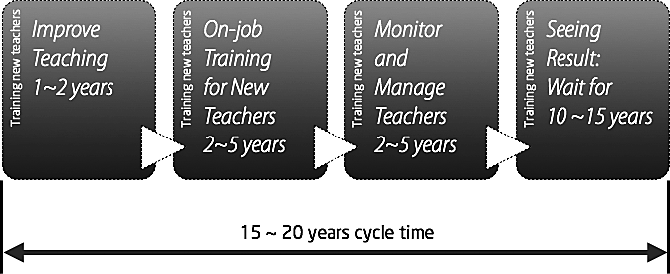 Training new teachers
Improve
Teaching
1~2 years
Training new teachers
On-job
Training
for New
Teachers
2~5 years
Training new teachers
Monitor
and
Manage
Teachers
2~5 years
Training new teachers
Seeing
Result:
Wait for
10 ~15 years
15 ~ 20 years cycle time